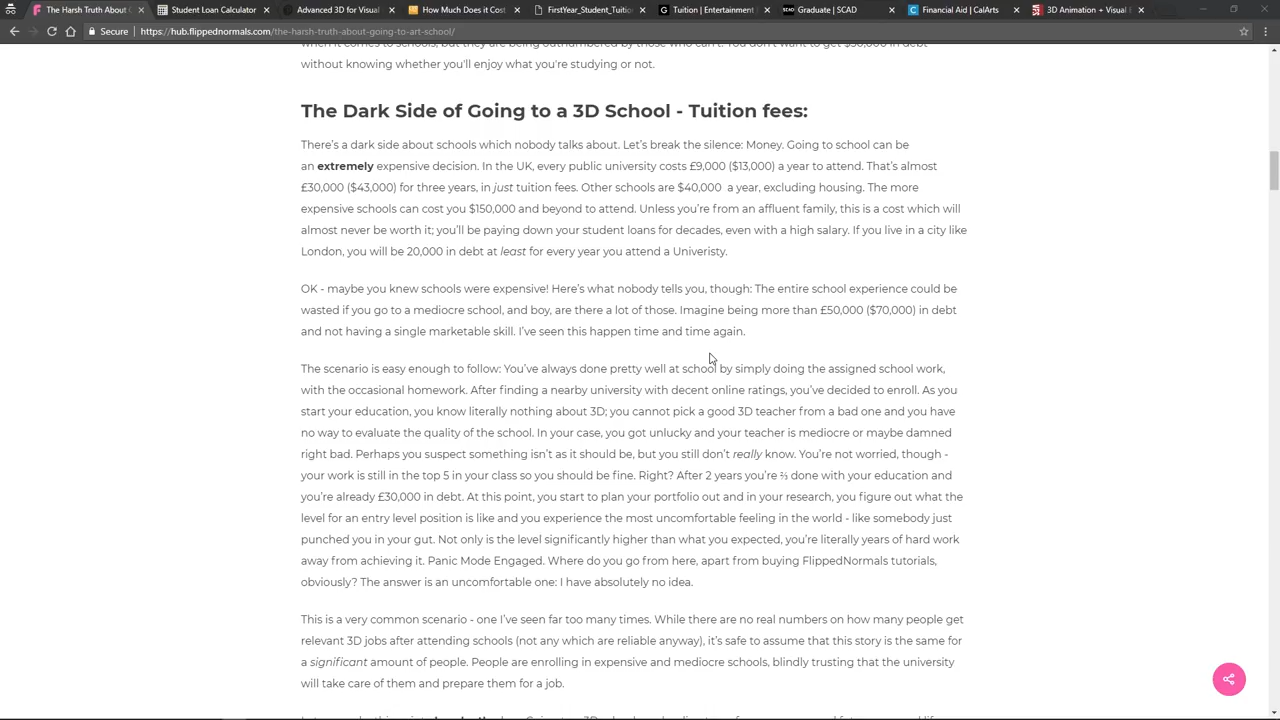 The Harsh Truth About G
Student Loan Calculator
Advanced 3D for Visual
How Much Does it Cost
FirstYear_Student_Tuitio
Tuition | Entertainment
Graduate | SCAD
Financial Aid | CalArts
3D Animation + Visual E
Secure | https://hub.flippednormals.com/the-harsh-truth-about-going-to-art-school/
without knowing whether you'll enjoy what you're studying or not.
The Dark Side of Going to a 3D School - Tuition fees:
There's a dark side about schools which nobody talks about. Let's break the silence: Money. Going to school can be
an extremely expensive decision. In the UK, every public university costs £9,000 ($13,000) a year to attend. That's almost
£30,000 ($43,000) for three years, in just tuition fees. Other schools are $40,000 a year, excluding housing. The more
expensive schools can cost you $150,000 and beyond to attend. Unless you're from an affluent family, this is a cost which will
almost never be worth it; you'll be paying down your student loans for decades, even with a high salary. If you live in a city like
London, you will be 20,000 in debt at least for every year you attend a Univeristy.
OK - maybe you knew schools were expensive! Here's what nobody tells you, though: The entire school experience could be
wasted if you go to a mediocre school, and boy, are there a lot of those. Imagine being more than £50,000 ($70,000) in debt
and not having a single marketable skill. I've seen this happen time and time again.
The scenario is easy enough to follow: You've always done pretty well at school by simply doing the assigned school work,
with the occasional homework. After finding a nearby university with decent online ratings, you've decided to enroll. As you
start your education, you know literally nothing about 3D; you cannot pick a good 3D teacher from a bad one and you have
no way to evaluate the quality of the school. In your case, you got unlucky and your teacher is mediocre or maybe damned
right bad. Perhaps you suspect something isn't as it should be, but you still don't really know. You're not worried, though -
your work is still in the top 5 in your class so you should be fine. Right? After 2 years you're ⅔ done with your education and
you're already £30,000 in debt. At this point, you start to plan your portfolio out and in your research, you figure out what the
level for an entry level position is like and you experience the most uncomfortable feeling in the world - like somebody just
punched you in your gut. Not only is the level significantly higher than what you expected, you're literally years of hard work
away from achieving it. Panic Mode Engaged. Where do you go from here, apart from buying FlippedNormals tutorials,
obviously? The answer is an uncomfortable one: I have absolutely no idea.
This is a very common scenario - one I've seen far too many times. While there are no real numbers on how many people get
relevant 3D jobs after attending schools (not any which are reliable anyway), it's safe to assume that this story is the same for
a significant amount of people. People are enrolling in expensive and mediocre schools, blindly trusting that the university
will take care of them and prepare them for a job.